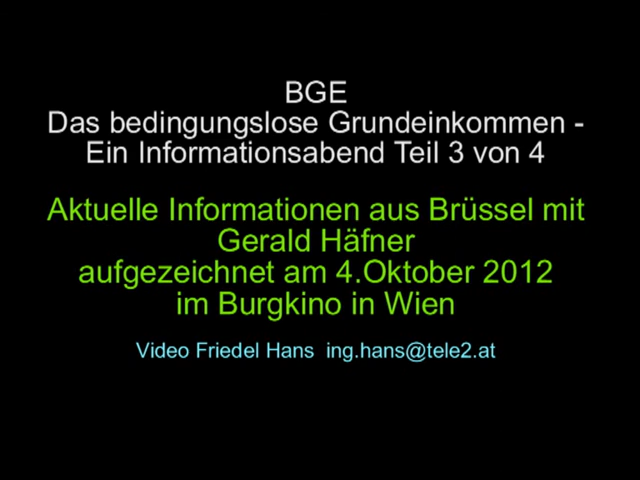 BGE
Das bedingungslose Grundeinkommen -
Ein Informationsabend Teil 3 von 4
Aktuelle Informationen aus Brüssel mit
Gerald Häfner
aufgezeichnet am 4.Oktober 2012
im Burgkino in Wien
Video Friedel Hans ing.hans@tele2.at